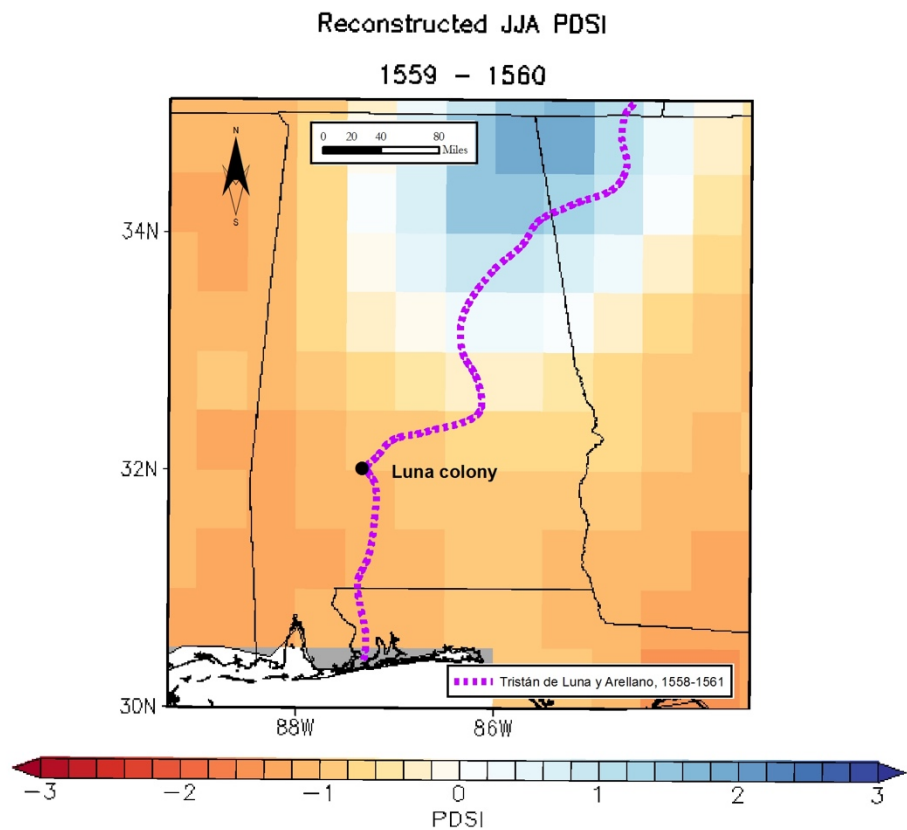 Reconstructed JJA PDSI
1559 – 1560
N
S
0 20 40 80
Miles
34N
32N
30N
Luna colony
Tristán de Luna y Arellano, 1558-1561
88W 86W
−3 −2 −1 0 1 2 3
PDSI